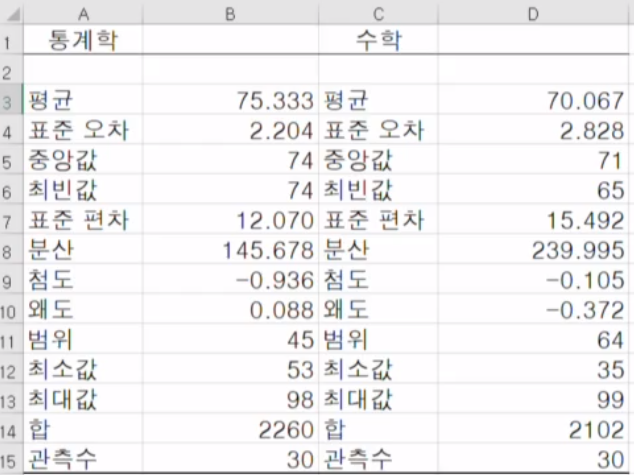 A B C D
1 통계학 수학
2
3 평균 75.333 평균 70.067
4 표준 오차 2.204 표준 오차 2.828
5 중앙값 74 중앙값 71
6 최빈값 74 최빈값 65
7 표준 편차 12.070 표준 편차 15.492
8 분산 145.678 분산 239.995
9 첨도 -0.936 첨도 -0.105
10 왜도 0.088 왜도 -0.372
11 범위 45 범위 64
12 최소값 53 최소값 35
13 최대값 98 최대값 99
14 합 2260 합 2102
15 관측수 30 관측수 30